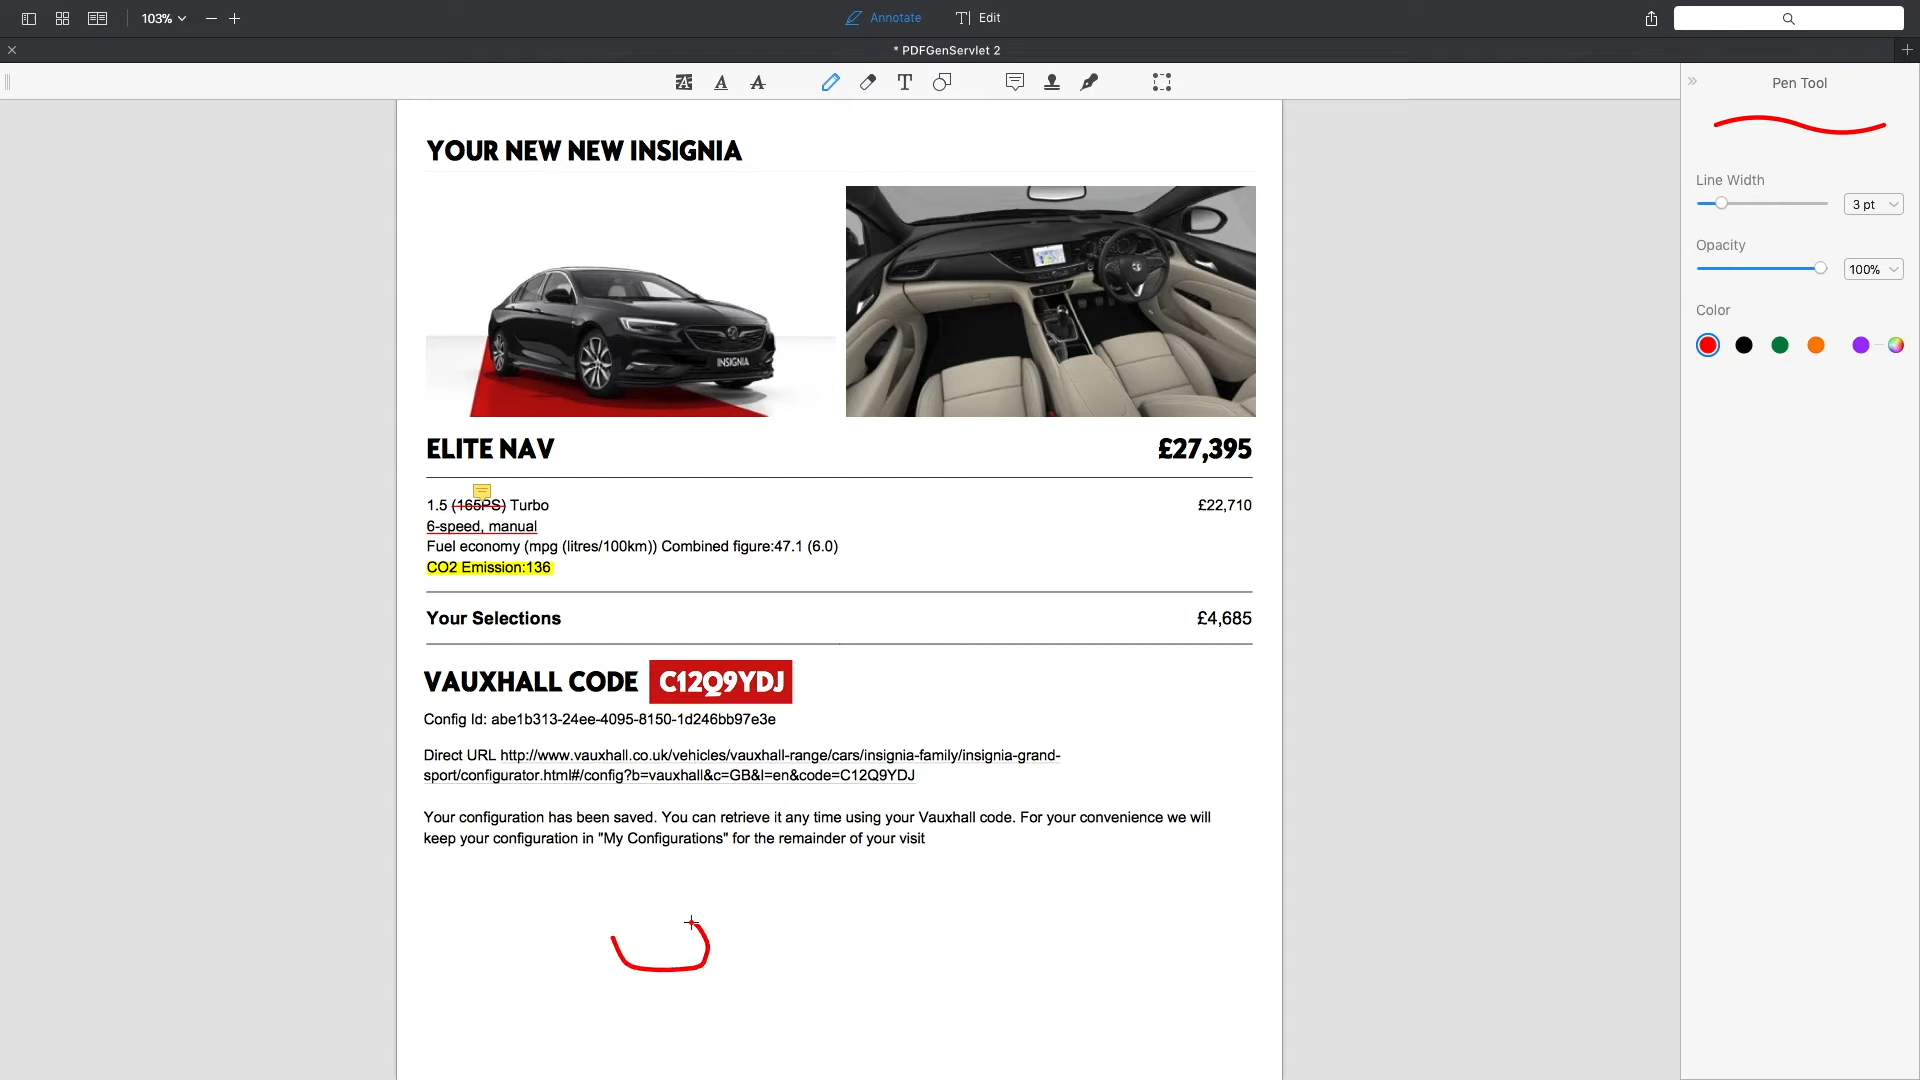 103%
Annotate
Edit
* PDFGenServlet 2
A A A T
Pen Tool
Line Width
3 pt
Opacity
100%
Color
YOUR NEW NEW INSIGNIA
INSIGNIA
ELITE NAV £27,395
1.5 (165PS) Turbo £22,710
6-speed, manual
Fuel economy (mpg (litres/100km)) Combined figure:47.1 (6.0)
CO2 Emission:136
Your Selections £4,685
VAUXHALL CODE C12Q9YDJ
Config Id: abe1b313-24ee-4095-8150-1d246bb97e3e
Direct URL http://www.vauxhall.co.uk/vehicles/vauxhall-range/cars/insignia-family/insignia-grand-
sport/configurator.html#/config?b=vauxhall&c=GB&l=en&code=C12Q9YDJ
Your configuration has been saved. You can retrieve it any time using your Vauxhall code. For your convenience we will
keep your configuration in "My Configurations" for the remainder of your visit